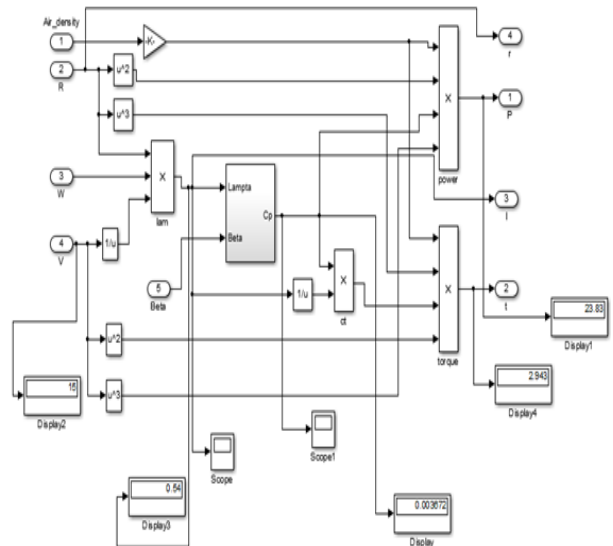 Air_density
1
-K-
4
r
2
R
u^2
u^3
X
power
1
P
3
W
X
lam
Lampta
Cp
Beta
3
l
4
V
1/u
5
Beta
1/u
X
ct
X
torque
2
t
23.83
Display1
u^2
2.943
Display4
15
Display2
u^3
Scope
Scope1
0.54
Display3
0.003672
Display